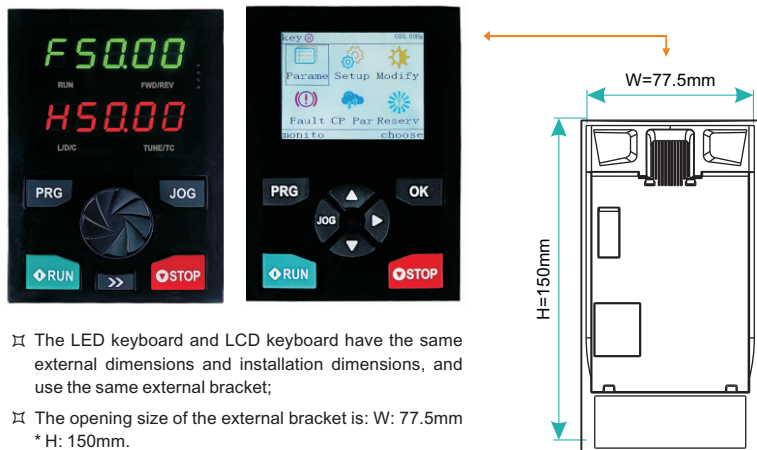 F50.00
RUN FWD/REV
H50.00
L/D/C TUNE/TC
PRG JOG
RUN >> STOP
key 000.00Hz
Parame Setup Modify
Fault CP Par Reserv
monito choose
PRG OK
JOG
RUN STOP
W=77.5mm
H=150mm
The LED keyboard and LCD keyboard have the same
external dimensions and installation dimensions, and
use the same external bracket;
The opening size of the external bracket is: W: 77.5mm
* H: 150mm.